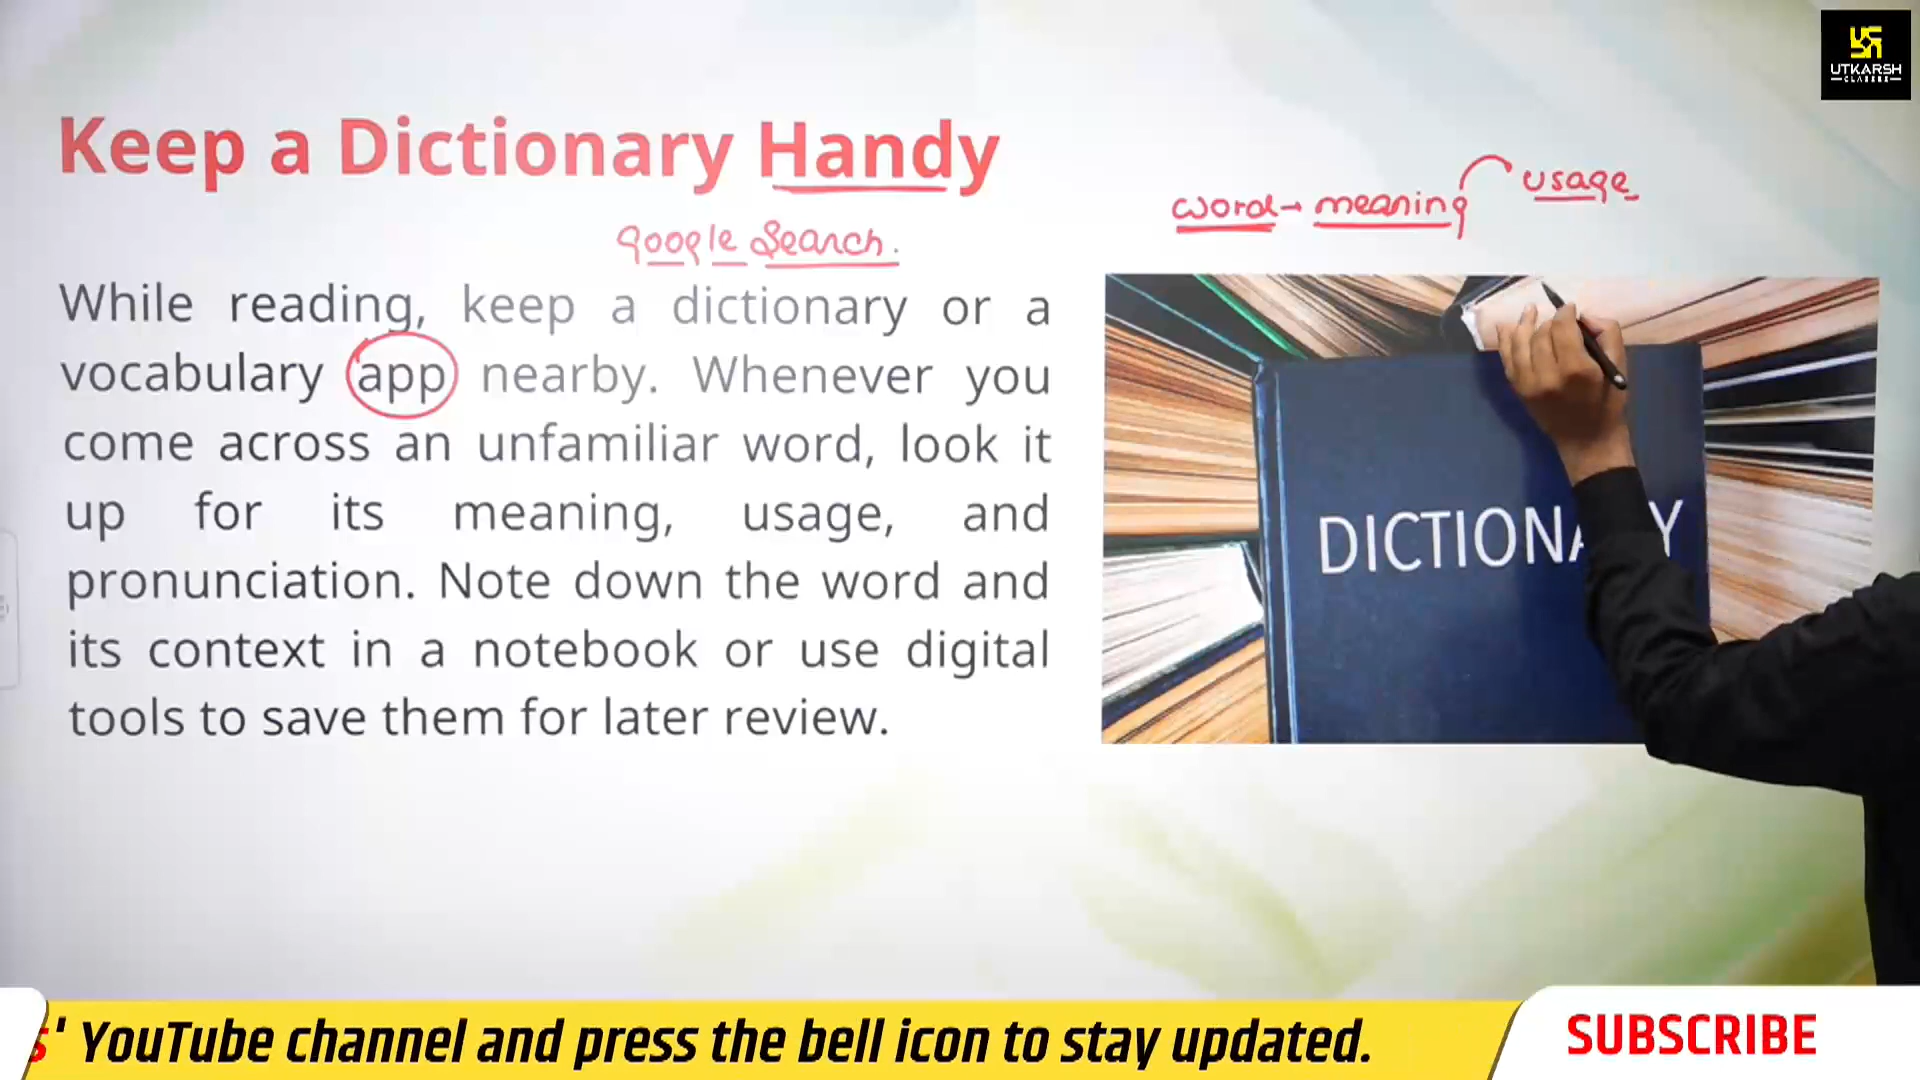 UTKARSH
CLASSES
Keep a Dictionary Handy
word → meaning usage
google Search.
While reading, keep a dictionary or a
vocabulary app nearby. Whenever you
come across an unfamiliar word, look it
up for its meaning, usage, and
pronunciation. Note down the word and
its context in a notebook or use digital
tools to save them for later review.
s' YouTube channel and press the bell icon to stay updated.
SUBSCRIBE